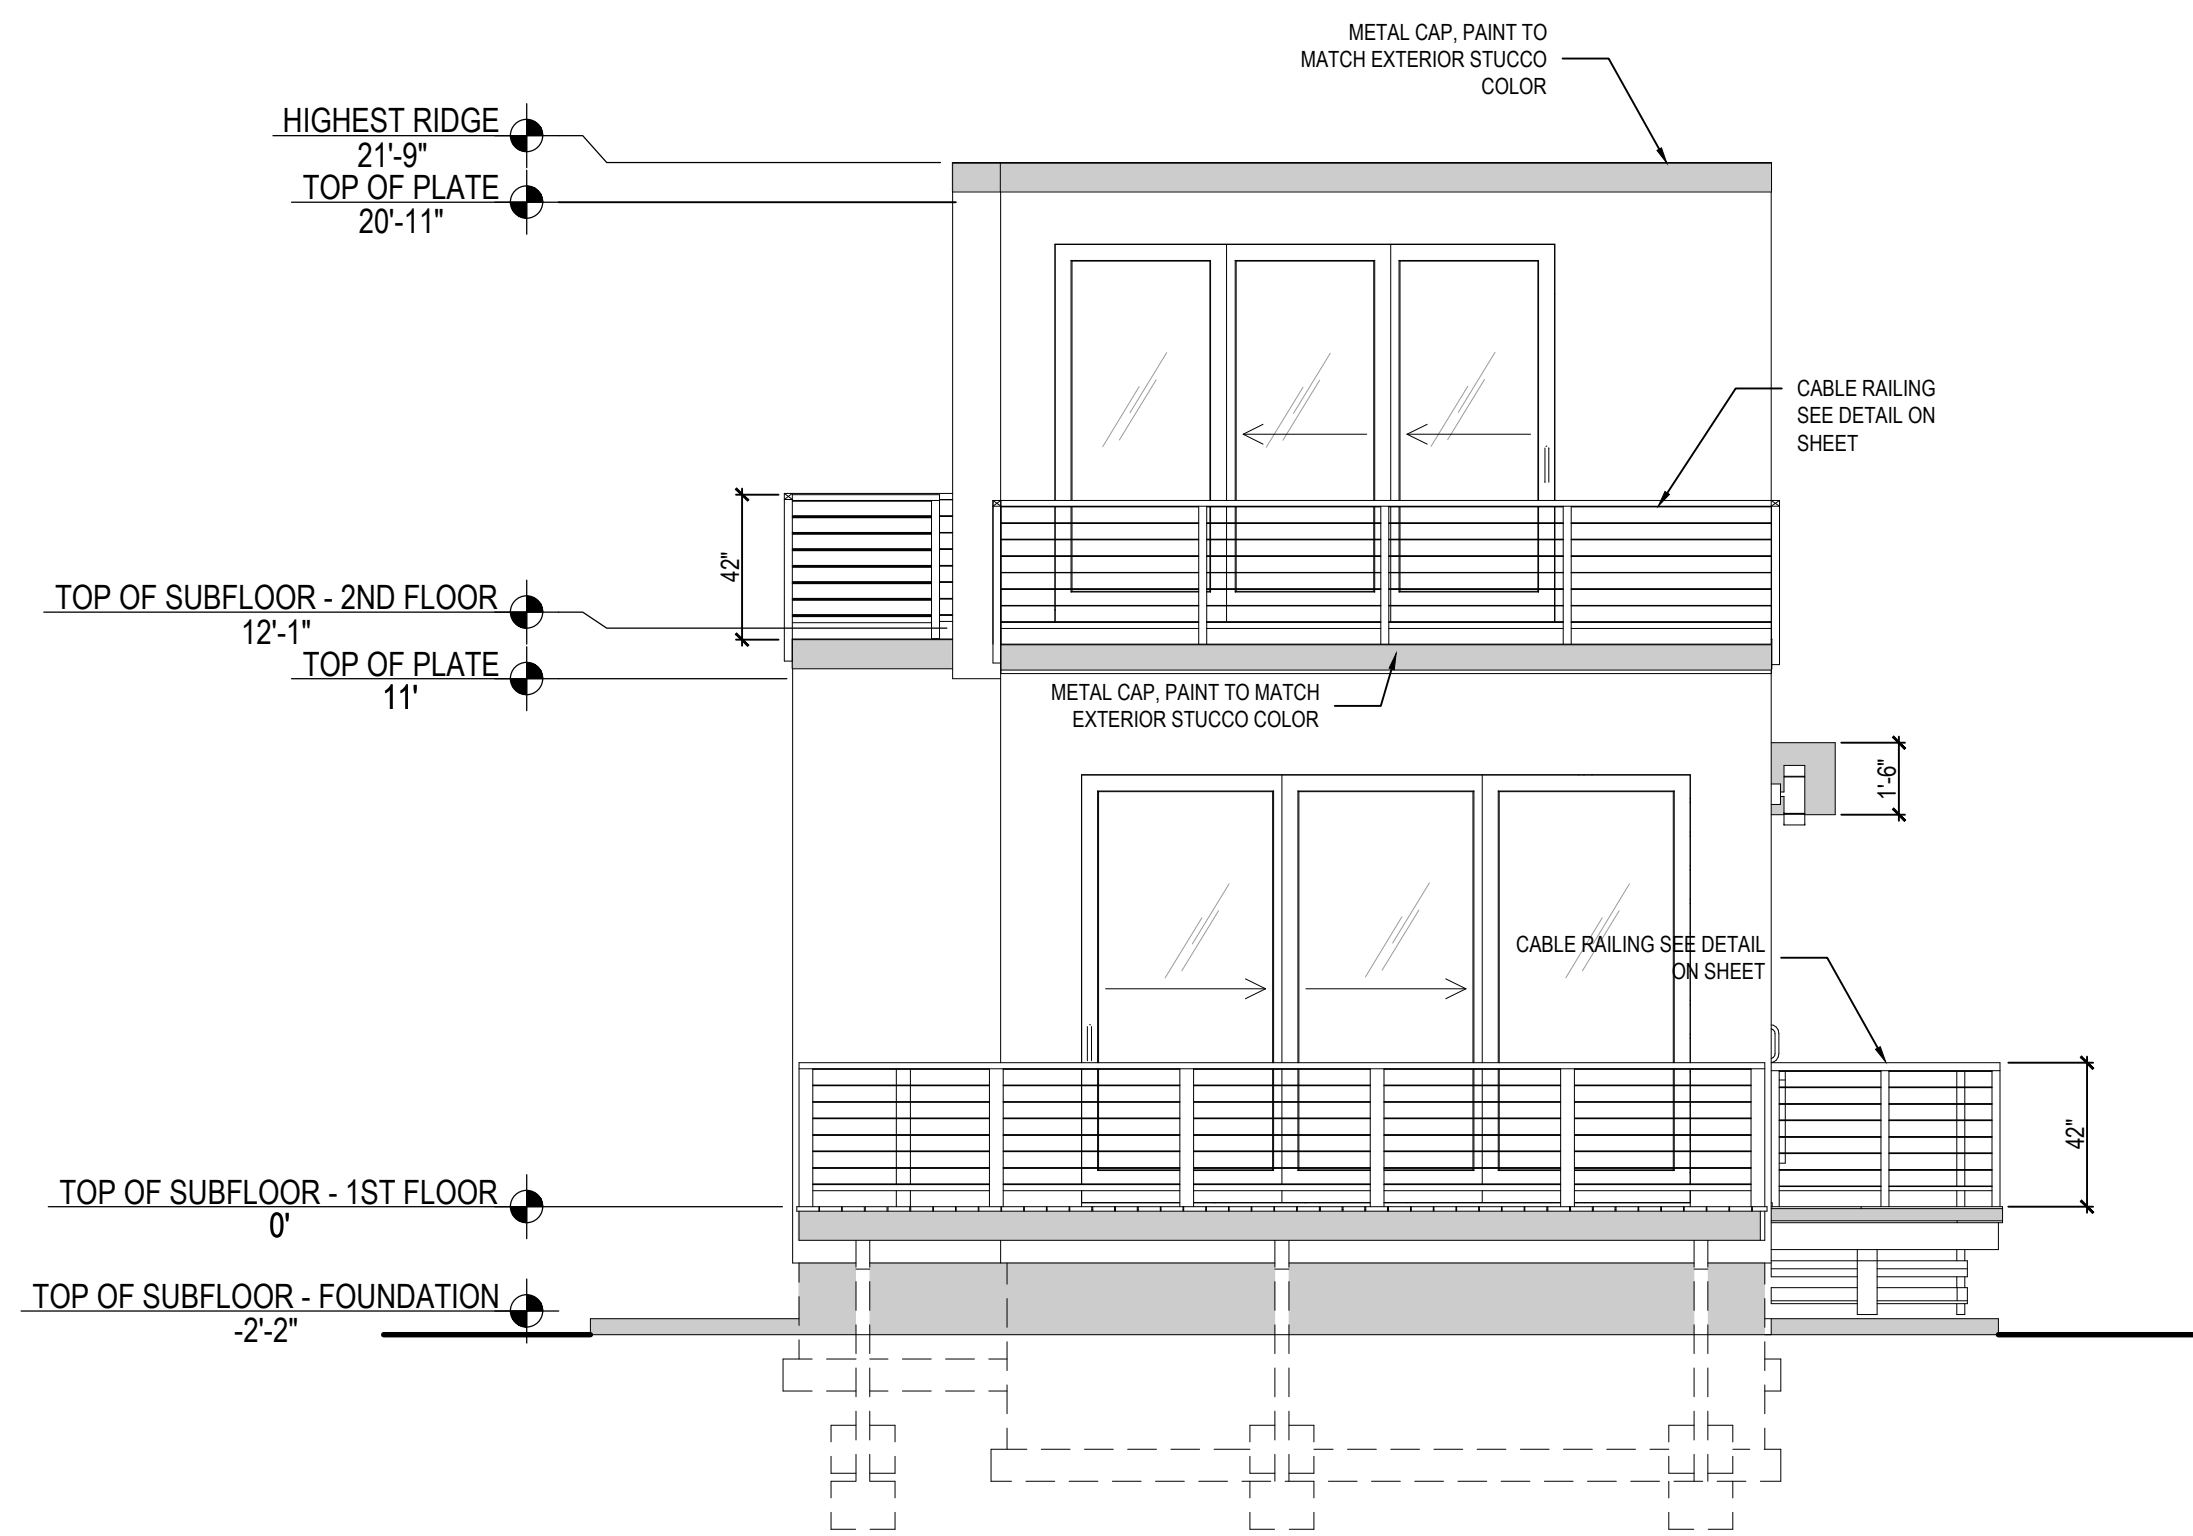 METAL CAP, PAINT TO
MATCH EXTERIOR STUCCO
COLOR
HIGHEST RIDGE
21'-9"
TOP OF PLATE
20'-11"
CABLE RAILING
SEE DETAIL ON
SHEET
42"
TOP OF SUBFLOOR - 2ND FLOOR
12'-1"
TOP OF PLATE
11'
METAL CAP, PAINT TO MATCH
EXTERIOR STUCCO COLOR
1'-6"
CABLE RAILING SEE DETAIL
ON SHEET
42"
TOP OF SUBFLOOR - 1ST FLOOR
0'
TOP OF SUBFLOOR - FOUNDATION
-2'-2"